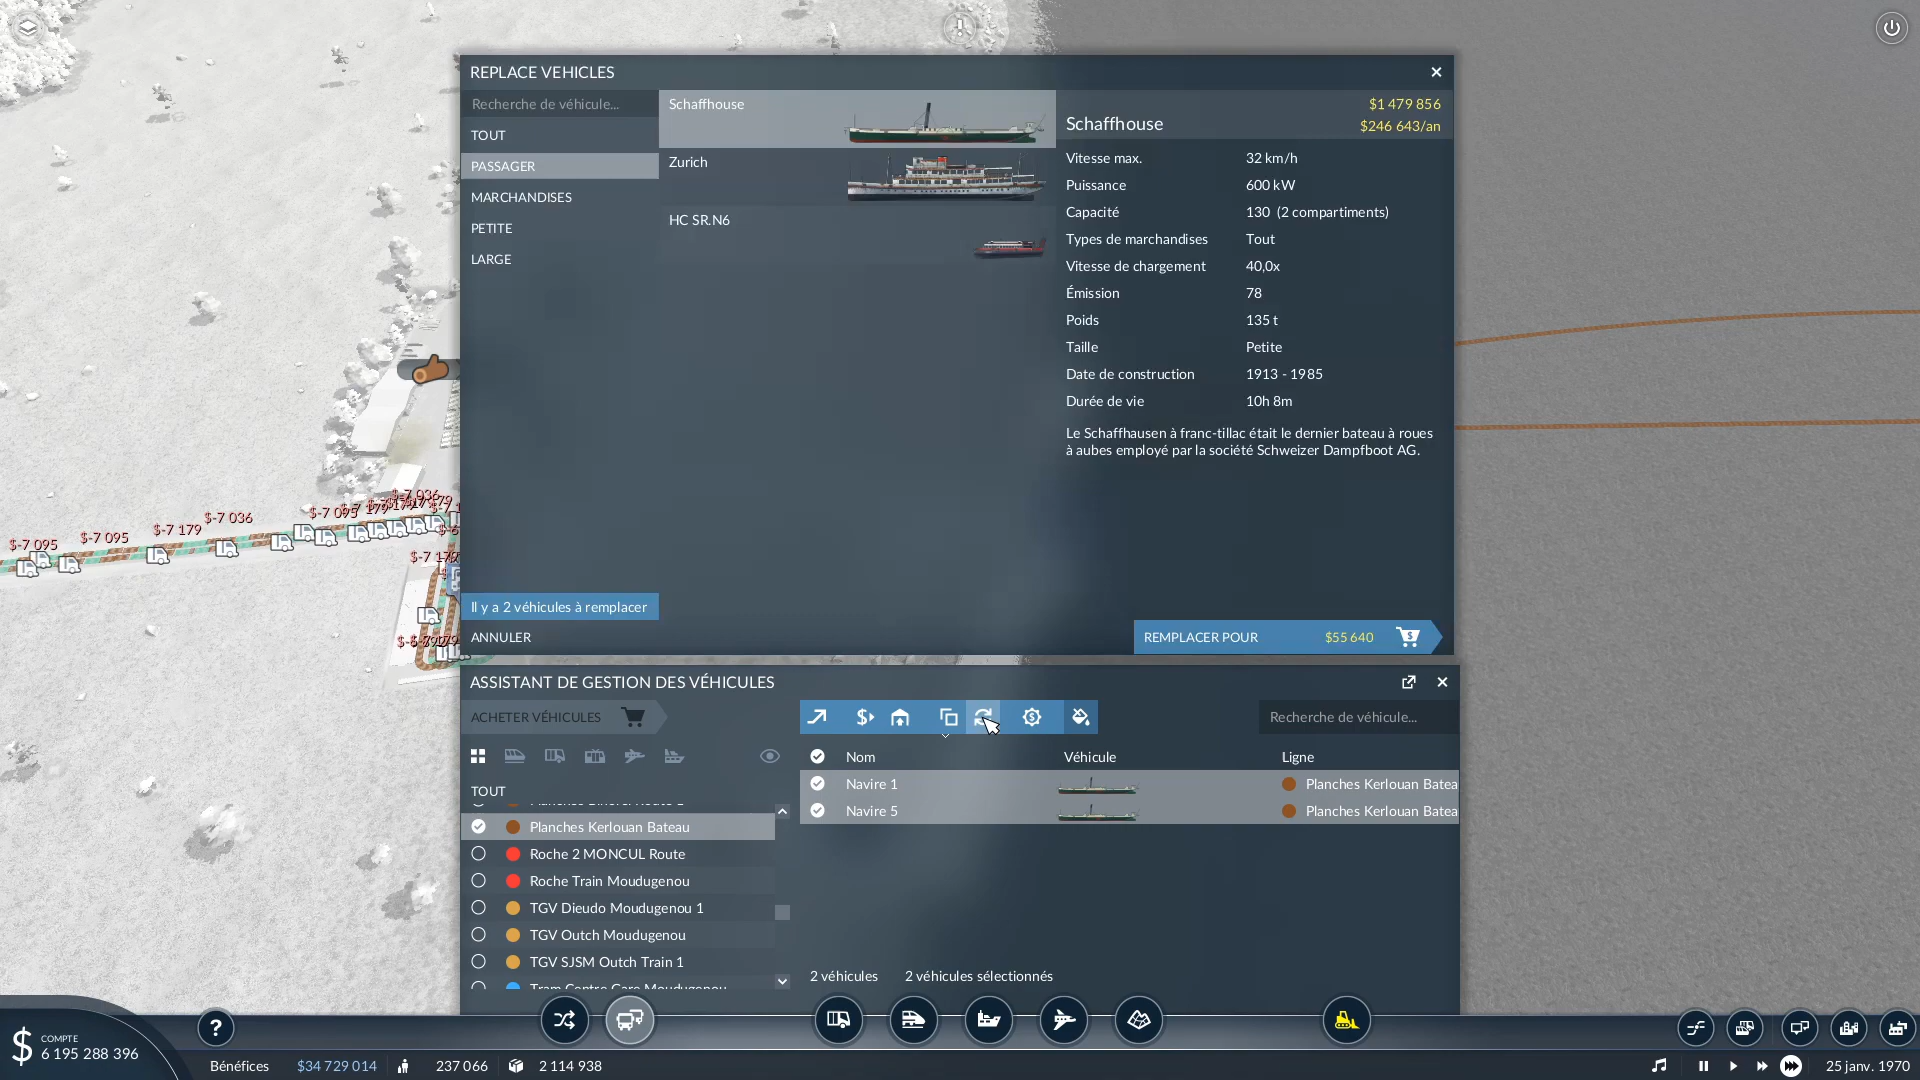 REPLACE VEHICLES
Recherche de véhicule...
TOUT
PASSAGER
MARCHANDISES
PETITE
LARGE
Schaffhouse
Zurich
HC SR.N6
$1 479 856
Schaffhouse
$246 643/an
Vitesse max. 32 km/h
Puissance 600 kW
Capacité 130 (2 compartiments)
Types de marchandises Tout
Vitesse de chargement 40,0x
Émission 78
Poids 135 t
Taille Petite
Date de construction 1913 - 1985
Durée de vie 10h 8m
Le Schaffhausen à franc-tillac était le dernier bateau à roues
à aubes employé par la société Schweizer Dampfboot AG.
Il y a 2 véhicules à remplacer
ANNULER
REMPLACER POUR $55 640
$-7 095
$-7 095
$-7 179
$-7 036
$-7 095
ASSISTANT DE GESTION DES VÉHICULES
ACHETER VÉHICULES
Recherche de véhicule...
TOUT
Planches Kerlouan Bateau
Roche 2 MONCUL Route
Roche Train Moudugenou
TGV Dieudo Moudugenou 1
TGV Outch Moudugenou
TGV SJSM Outch Train 1
Tram Centre Gare Moudugenou
Nom Véhicule Ligne
Navire 1 Planches Kerlouan Batea
Navire 5 Planches Kerlouan Batea
2 véhicules 2 véhicules sélectionnés
?
$ COMPTE
6 195 288 396
Bénéfices $34 729 014 237 066 2 114 938
25 janv. 1970